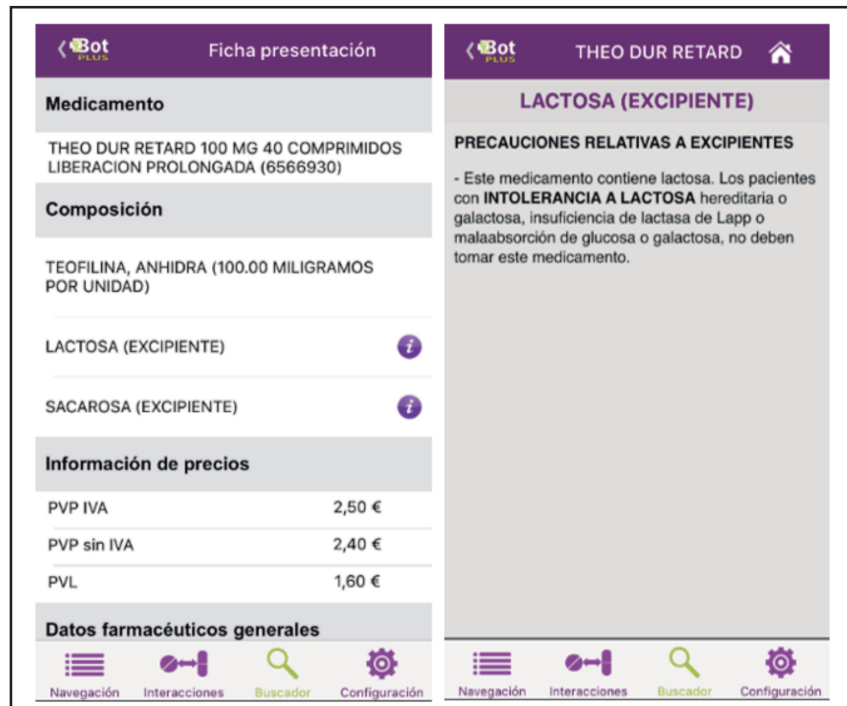 Bot PLUS
Ficha presentación
Medicamento
THEO DUR RETARD 100 MG 40 COMPRIMIDOS
LIBERACION PROLONGADA (6566930)
Composición
TEOFILINA, ANHIDRA (100.00 MILIGRAMOS
POR UNIDAD)
LACTOSA (EXCIPIENTE)
i
SACAROSA (EXCIPIENTE)
i
Información de precios
PVP IVA 2,50 €
PVP sin IVA 2,40 €
PVL 1,60 €
Datos farmacéuticos generales
Navegación Interacciones Buscador Configuración
Bot PLUS
THEO DUR RETARD
LACTOSA (EXCIPIENTE)
PRECAUCIONES RELATIVAS A EXCIPIENTES
- Este medicamento contiene lactosa. Los pacientes
con INTOLERANCIA A LACTOSA hereditaria o
galactosa, insuficiencia de lactasa de Lapp o
malaabsorción de glucosa o galactosa, no deben
tomar este medicamento.
Navegación Interacciones Buscador Configuración